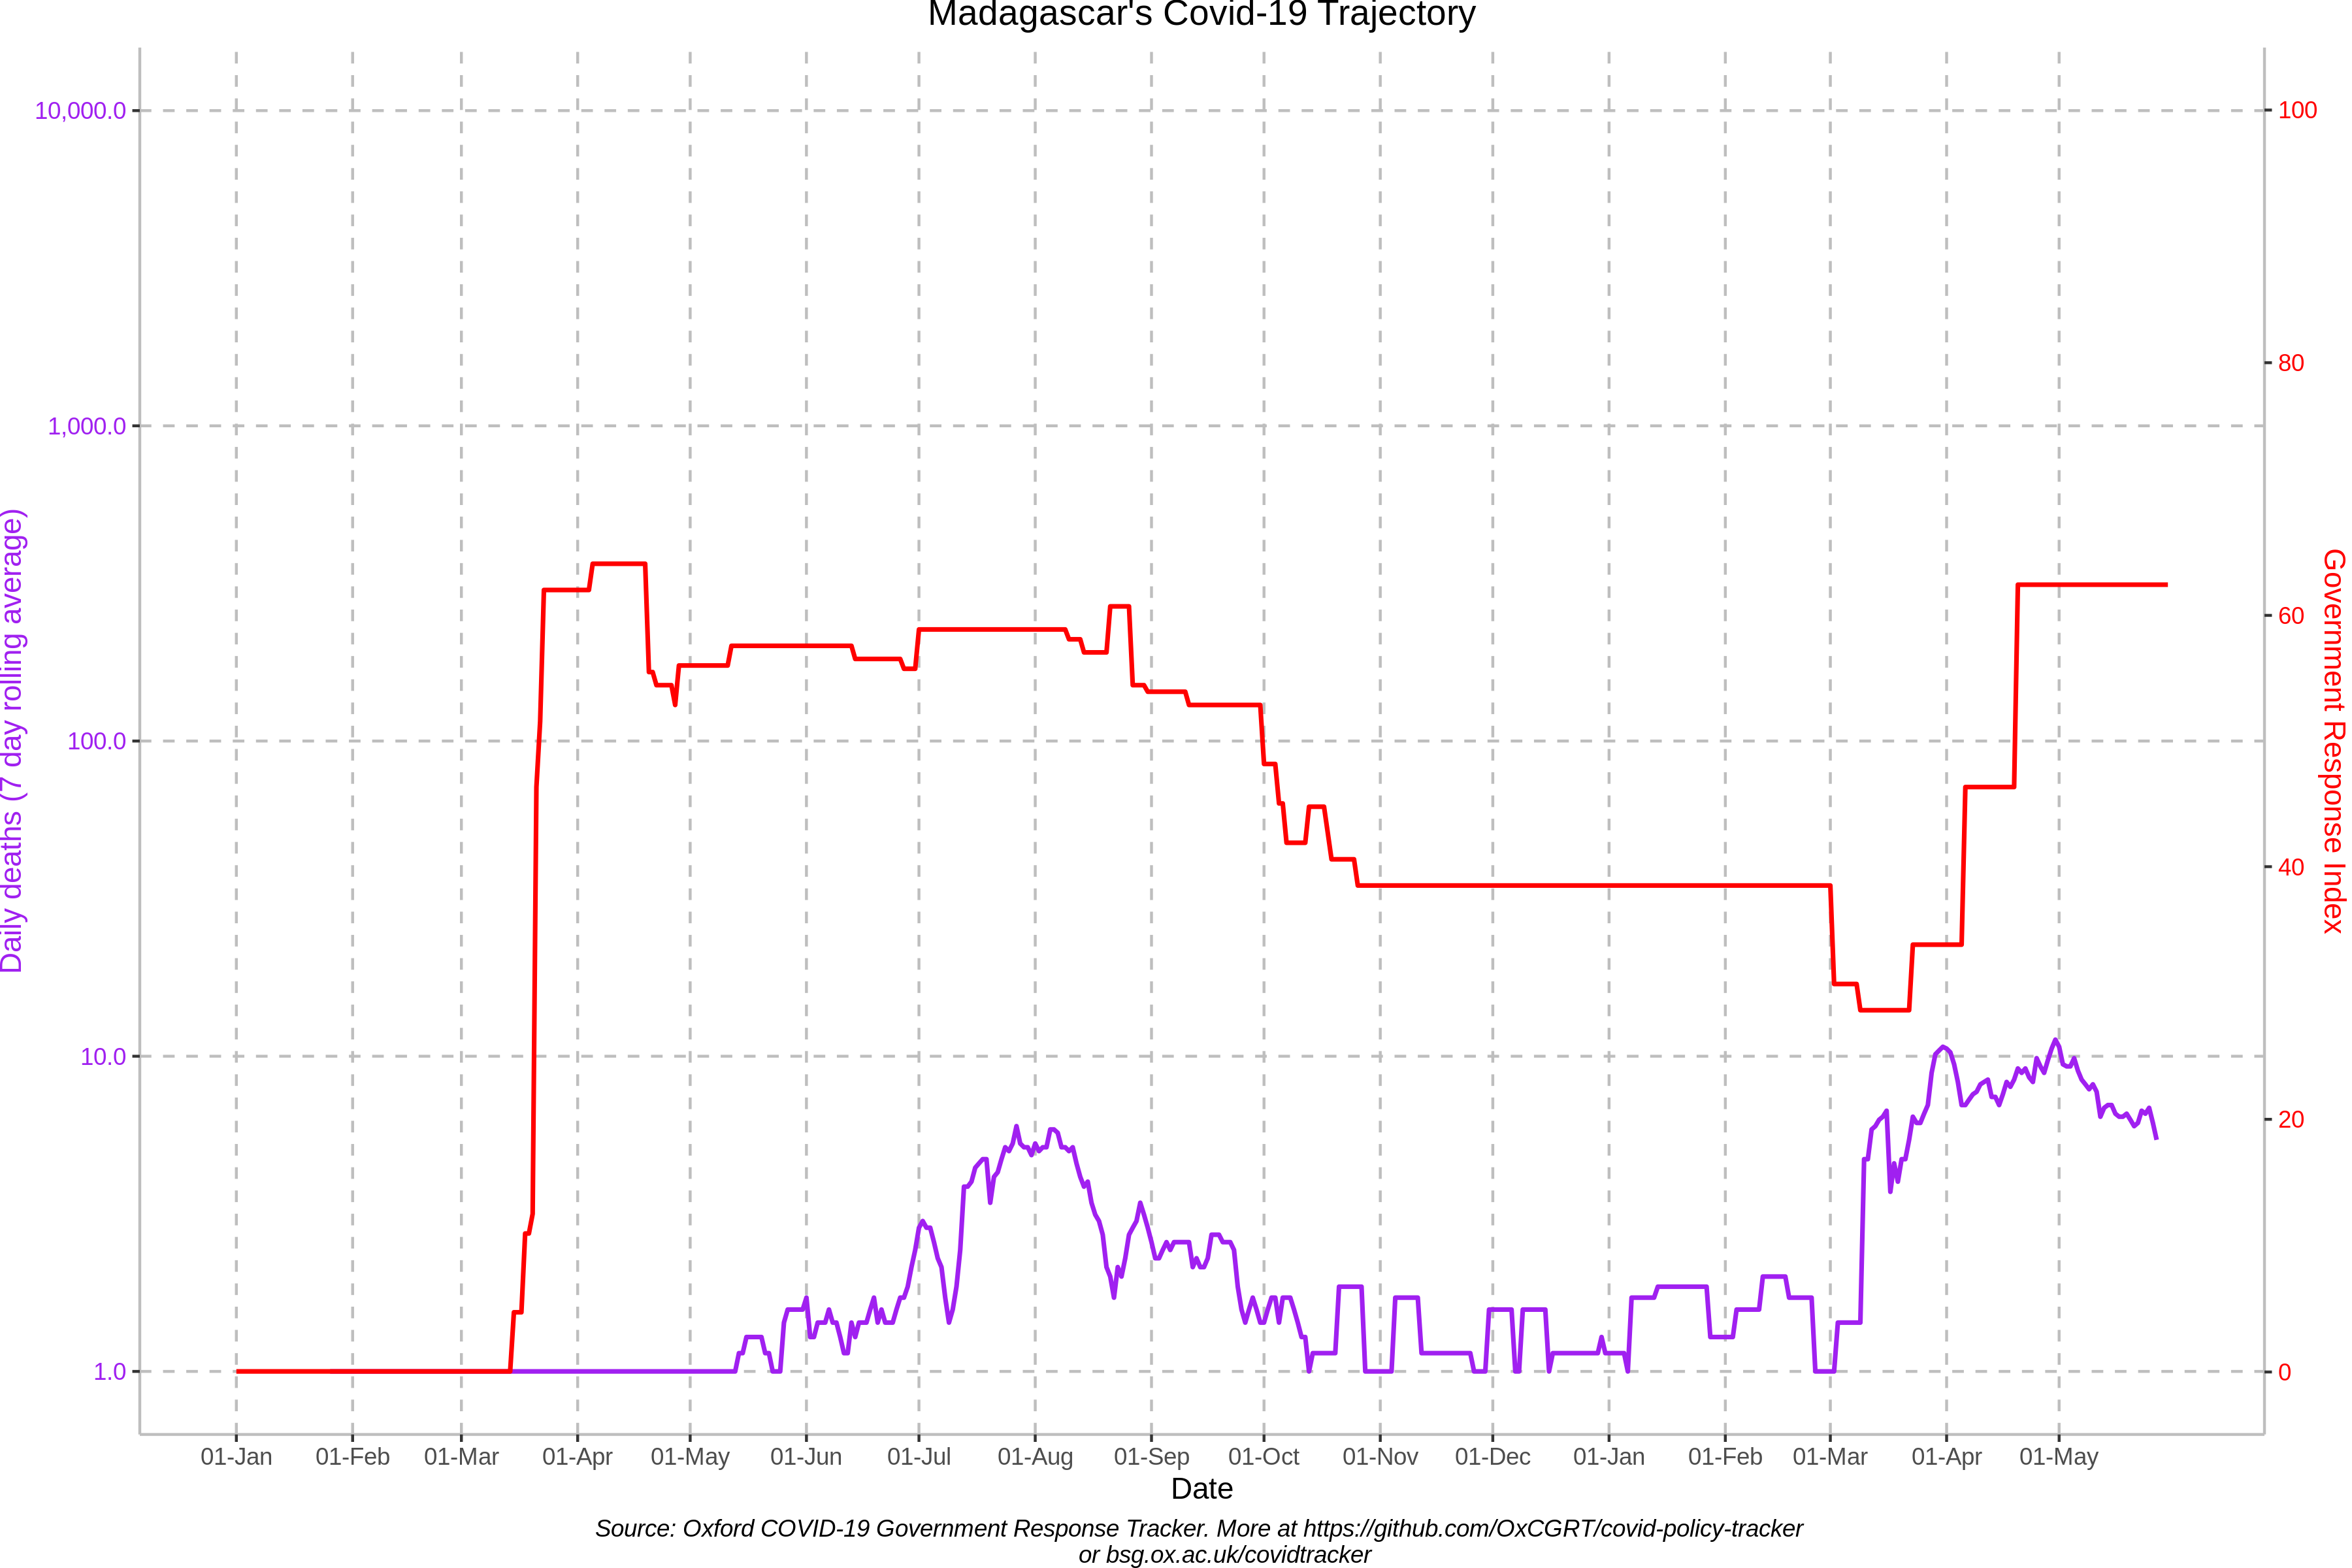 Madagascar's Covid-19 Trajectory
10,000.0
1,000.0
100.0
10.0
1.0
Daily deaths (7 day rolling average)
100
80
60
40
20
0
Government Response Index
01-Jan 01-Feb 01-Mar 01-Apr 01-May 01-Jun 01-Jul 01-Aug 01-Sep 01-Oct 01-Nov 01-Dec 01-Jan 01-Feb 01-Mar 01-Apr 01-May
Date
Source: Oxford COVID-19 Government Response Tracker. More at https://github.com/OxCGRT/covid-policy-tracker
or bsg.ox.ac.uk/covidtracker